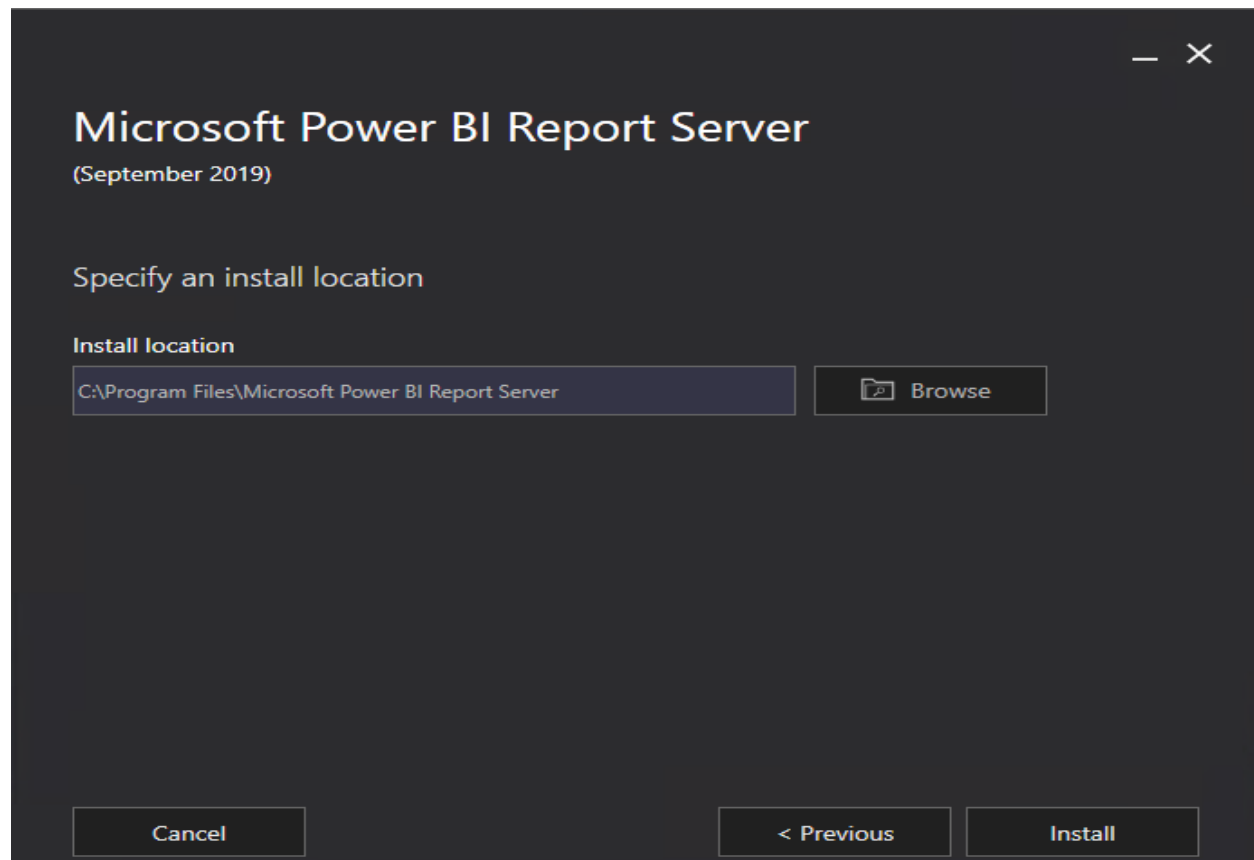 Microsoft Power BI Report Server
(September 2019)
Specify an install location
Install location
C:\Program Files\Microsoft Power BI Report Server
Browse
Cancel
< Previous
Install